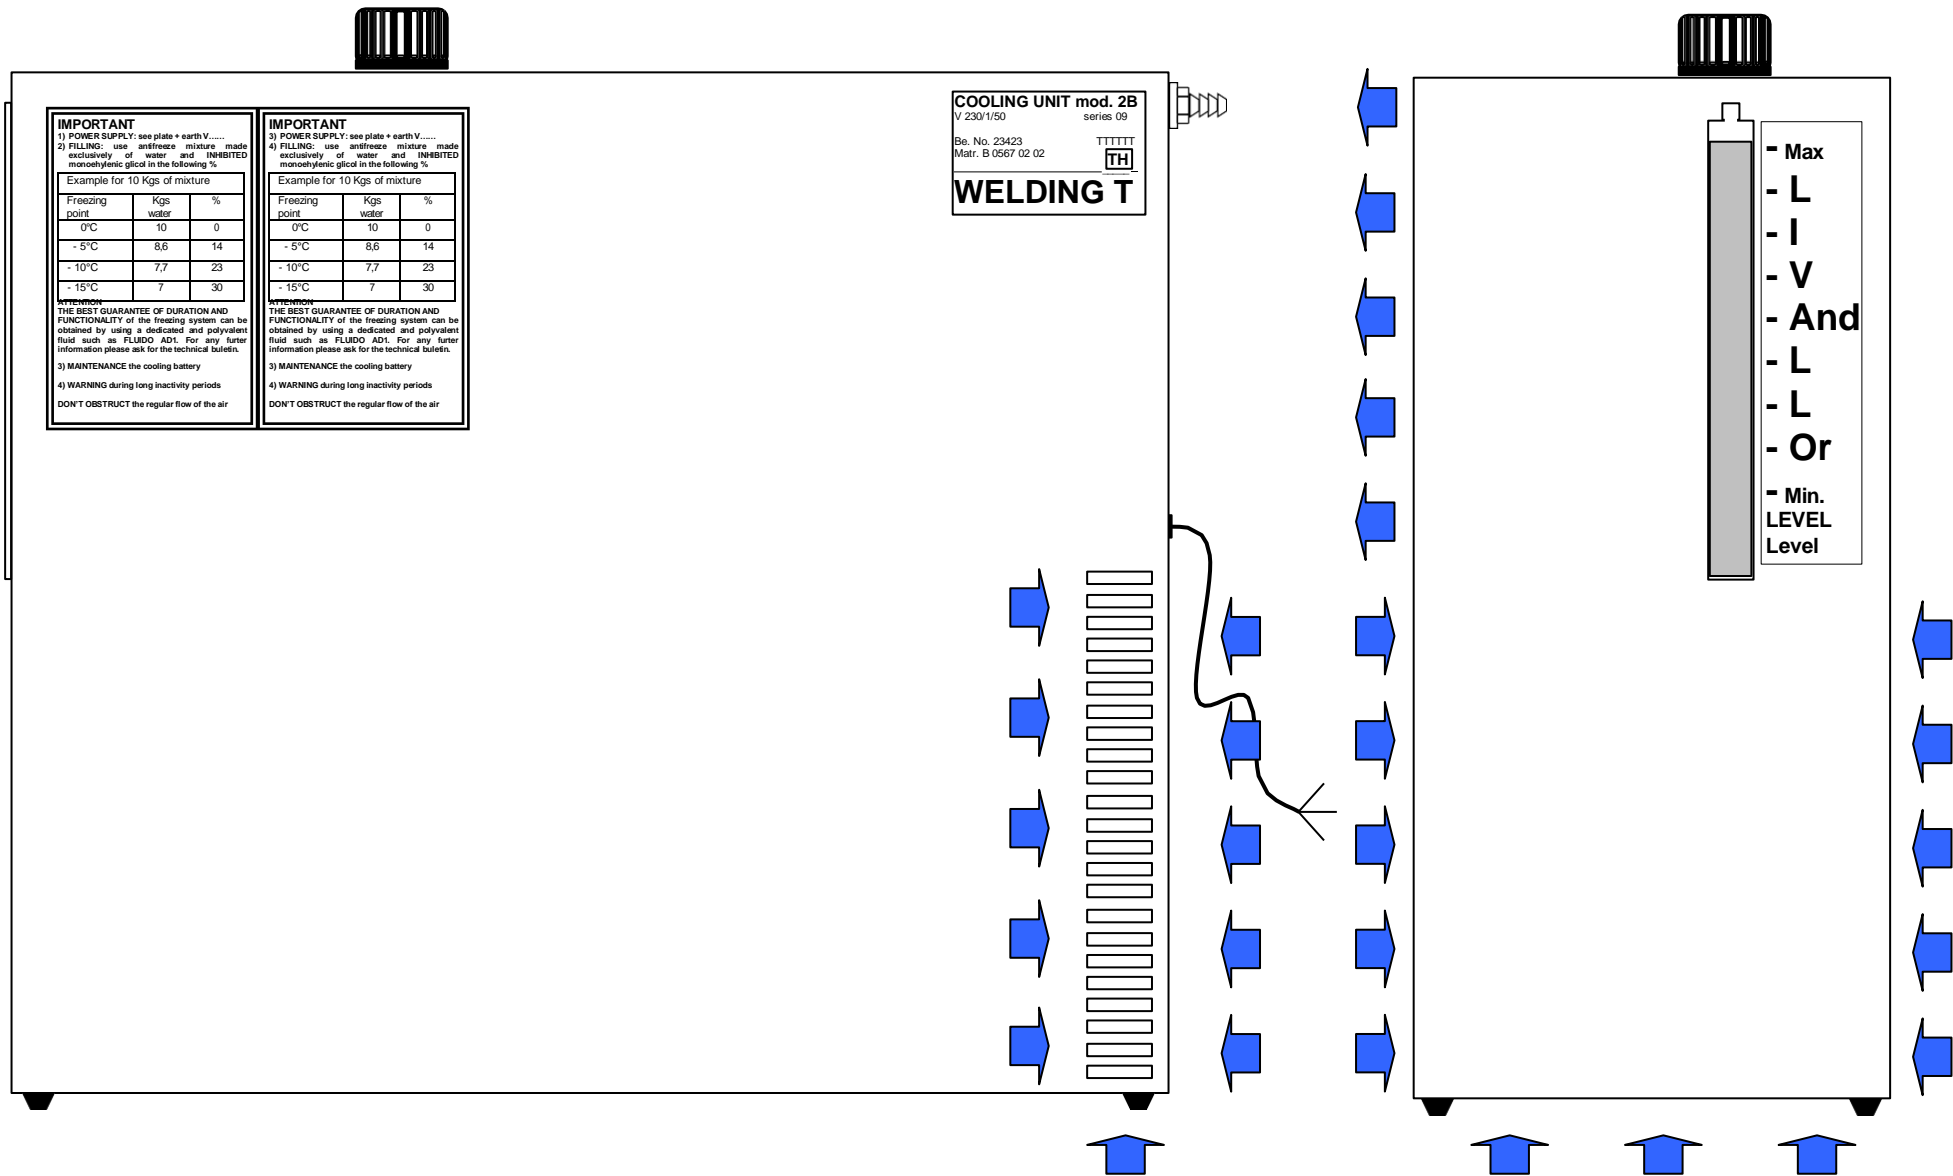 IMPORTANT
1) POWER SUPPLY: see plate + earth V......
2) FILLING: use antifreeze mixture made
exclusively of water and INHIBITED
monoehylenic glicol in the following %
Example for 10 Kgs of mixture
Freezing point Kgs water %
0°C 10 0
- 5°C 8,6 14
- 10°C 7,7 23
- 15°C 7 30
ATTENTION
THE BEST GUARANTEE OF DURATION AND
FUNCTIONALITY of the freezing system can be
obtained by using a dedicated and polyvalent
fluid such as FLUIDO AD1. For any furter
information please ask for the technical buletin.
3) MAINTENANCE the cooling battery
4) WARNING during long inactivity periods
DON'T OBSTRUCT the regular flow of the air
IMPORTANT
3) POWER SUPPLY: see plate + earth V......
4) FILLING: use antifreeze mixture made
exclusively of water and INHIBITED
monoehylenic glicol in the following %
Example for 10 Kgs of mixture
Freezing point Kgs water %
0°C 10 0
- 5°C 8,6 14
- 10°C 7,7 23
- 15°C 7 30
ATTENTION
THE BEST GUARANTEE OF DURATION AND
FUNCTIONALITY of the freezing system can be
obtained by using a dedicated and polyvalent
fluid such as FLUIDO AD1. For any furter
information please ask for the technical buletin.
3) MAINTENANCE the cooling battery
4) WARNING during long inactivity periods
DON'T OBSTRUCT the regular flow of the air
COOLING UNIT mod. 2B
V 230/1/50 series 09
Be. No. 23423 TTTTTT
Matr. B 0567 02 02 TH
WELDING T
- Max
- L
- I
- V
- And
- L
- L
- Or
- Min.
LEVEL
Level